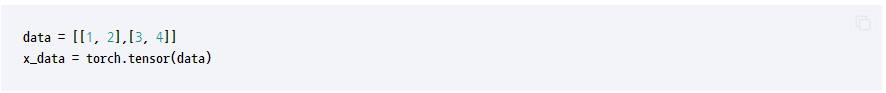 data = [[1, 2],[3, 4]]
x_data = torch.tensor(data)